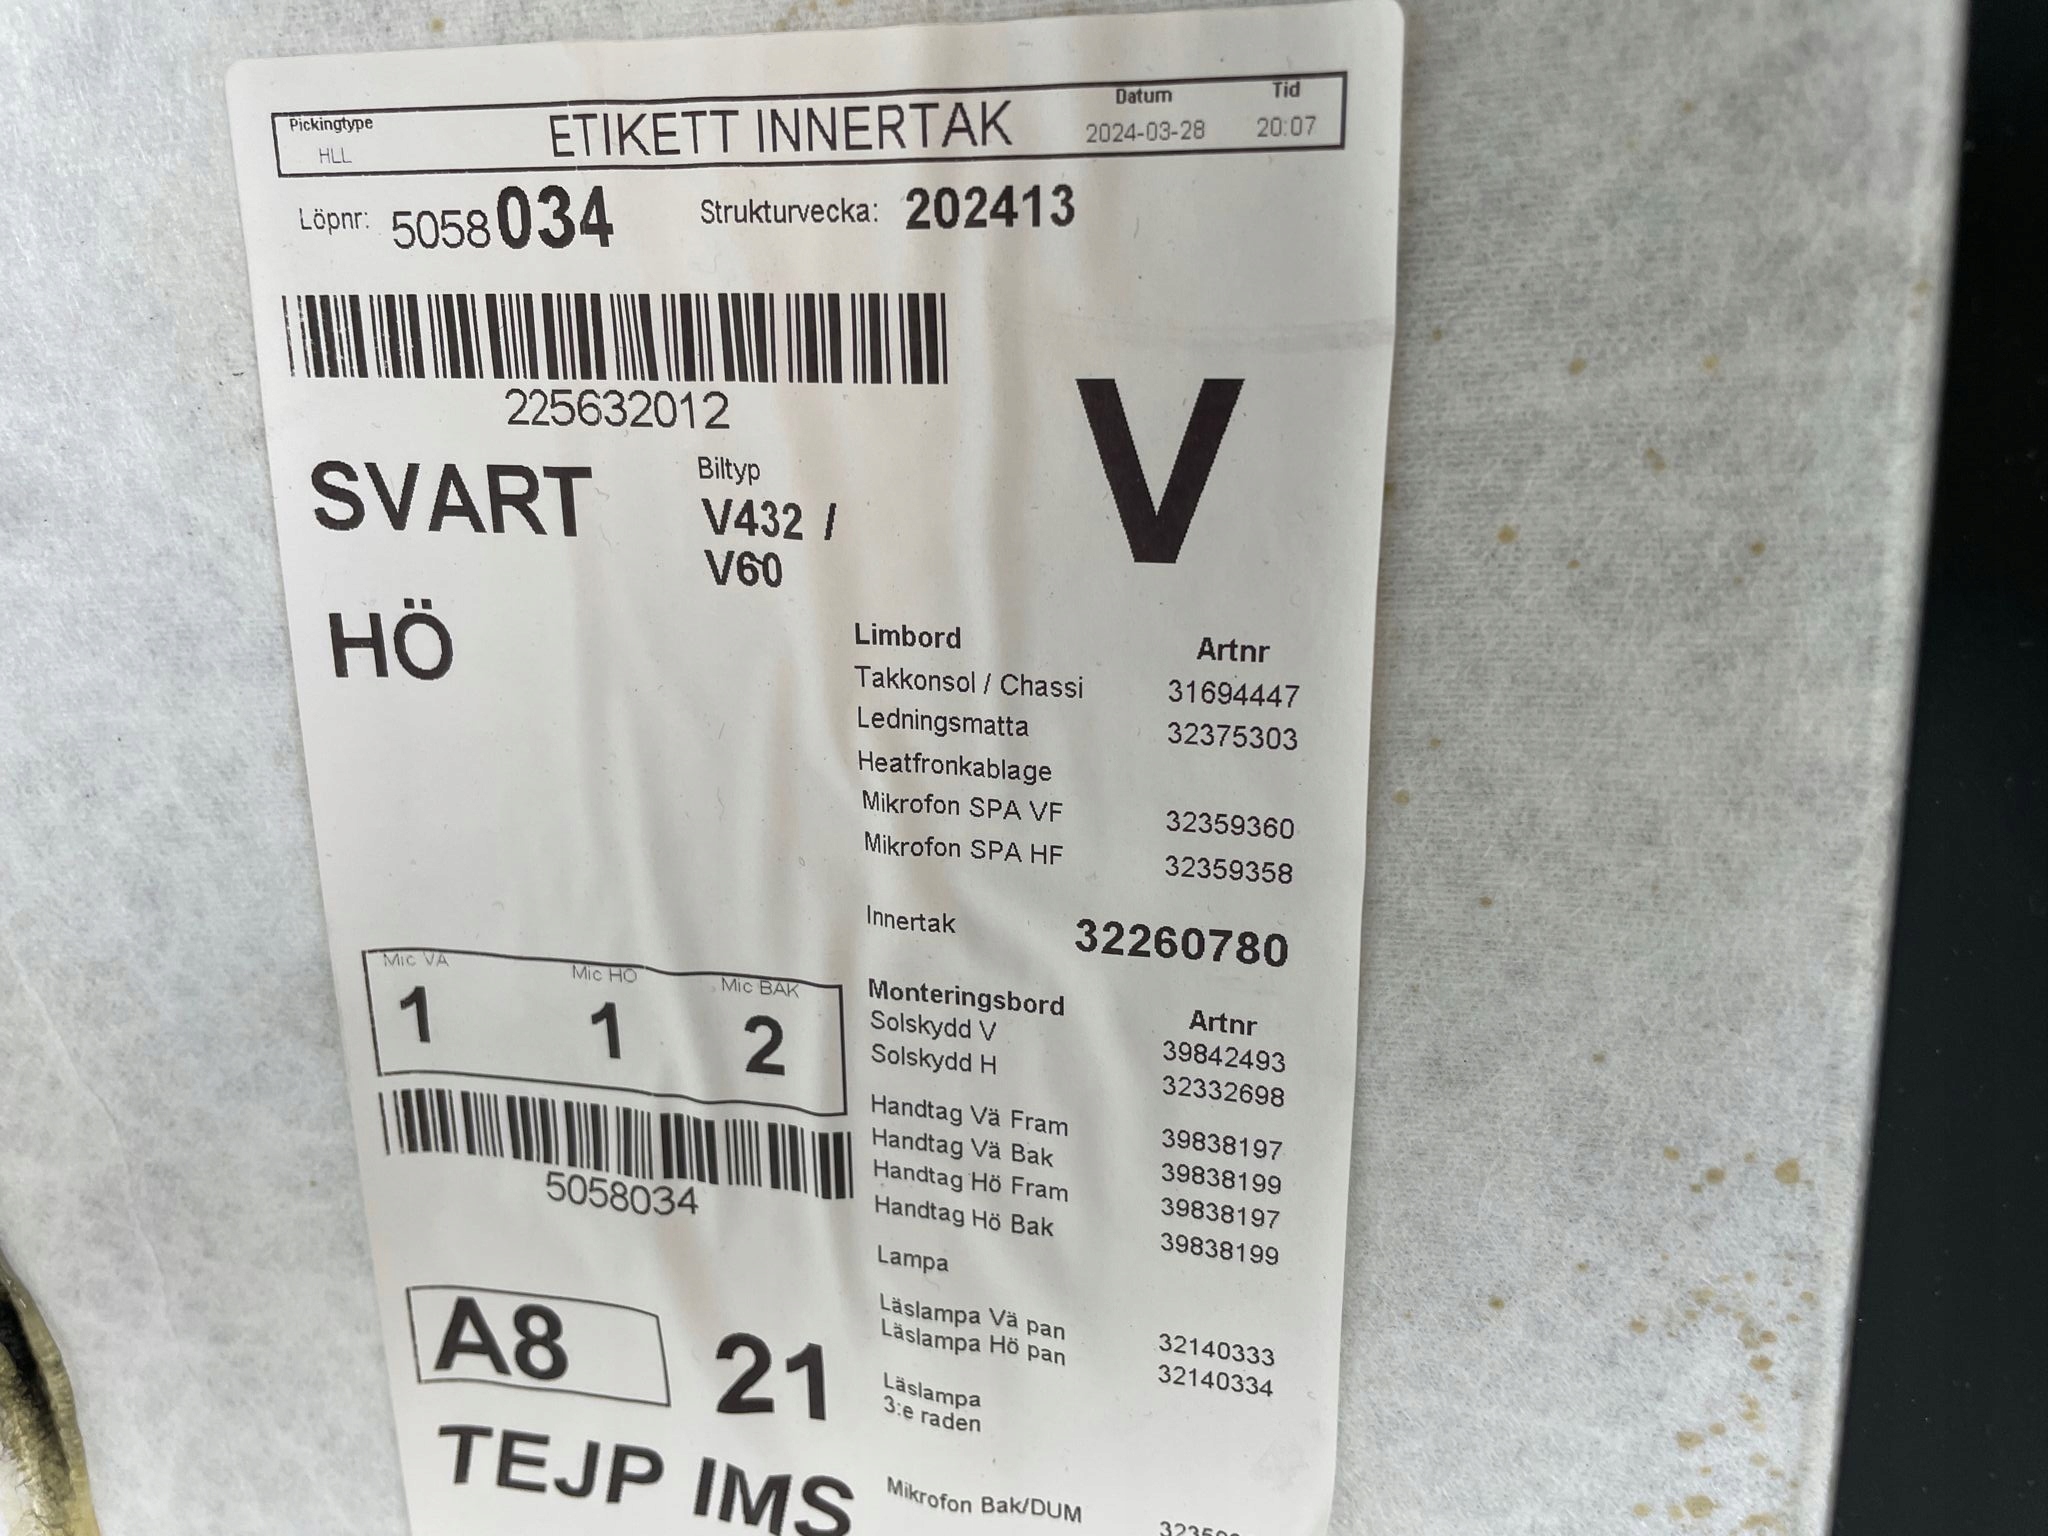 Pickingtype ETIKETT INNERTAK Datum Tid
HLL 2024-03-28 20:07
Löpnr: 5058034 Strukturvecka: 202413
225632012
V
SVART
Biltyp
V432 /
V60
HÖ
Limbord Artnr
Takkonsol / Chassi 31694447
Ledningsmatta 32375303
Heatfronkablage
Mikrofon SPA VF 32359360
Mikrofon SPA HF 32359358
Innertak 32260780
Mic VÄ Mic HÖ Mic BAK
1 1 2
5058034
Monteringsbord Artnr
Solskydd V 39842493
Solskydd H 32332698
Handtag Vä Fram 39838197
Handtag Vä Bak 39838199
Handtag Hö Fram 39838197
Handtag Hö Bak 39838199
Lampa
Läslampa Vä pan 32140333
Läslampa Hö pan 32140334
Läslampa
3:e raden
A8 21
TEJP IMS
Mikrofon Bak/DUM